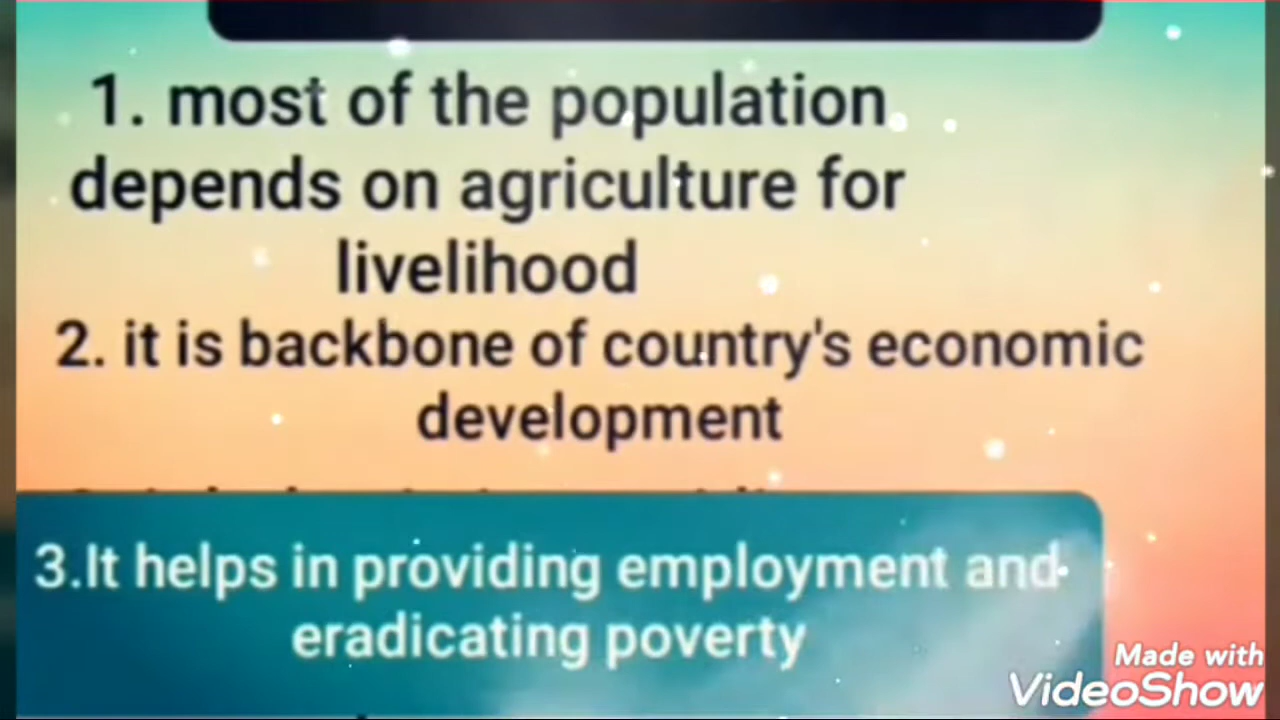 1. most of the population
depends on agriculture for
livelihood
2. it is backbone of country's economic
development
3.It helps in providing employment and
eradicating poverty
Made with
VideoShow